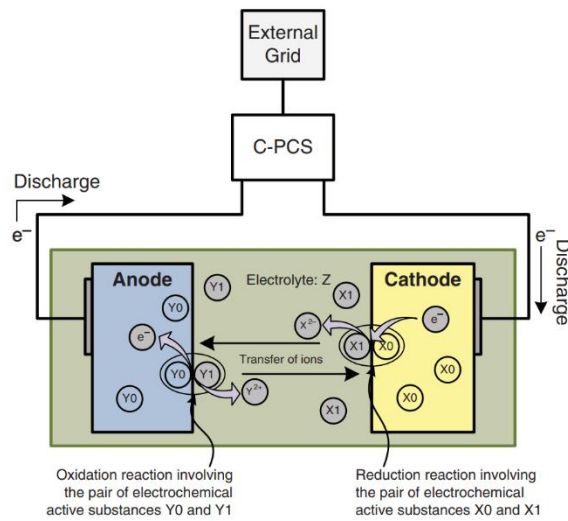 External
Grid
C-PCS
Discharge
e−
e−
Discharge
Anode
Electrolyte: Z
Cathode
Y1
Y0
X1
X2−
e−
e−
X1
X0
Transfer of ions
Y0
Y1
Y2+
X0
Y0
X1
X0
Oxidation reaction involving
the pair of electrochemical
active substances Y0 and Y1
Reduction reaction involving
the pair of electrochemical
active substances X0 and X1